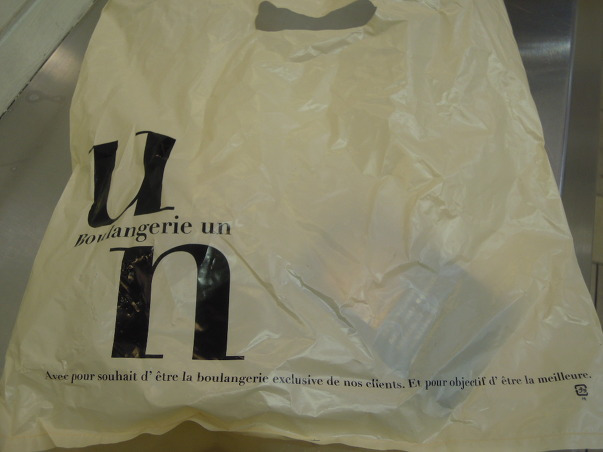 u
Boulangerie un
n
Avec pour souhait d' être la boulangerie exclusive de nos clients. Et pour objectif d' être la meilleure.